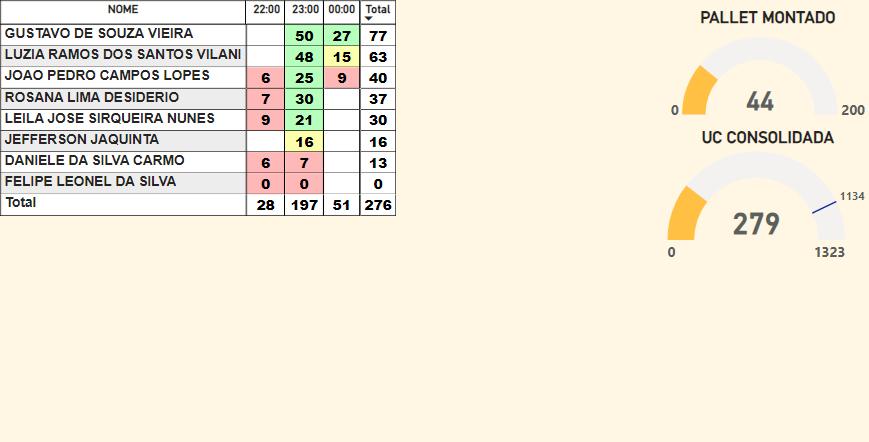 NOME 22:00 23:00 00:00 Total
GUSTAVO DE SOUZA VIEIRA 50 27 77
LUZIA RAMOS DOS SANTOS VILANI 48 15 63
JOAO PEDRO CAMPOS LOPES 6 25 9 40
ROSANA LIMA DESIDERIO 7 30 37
LEILA JOSE SIRQUEIRA NUNES 9 21 30
JEFFERSON JAQUINTA 16 16
DANIELE DA SILVA CARMO 6 7 13
FELIPE LEONEL DA SILVA 0 0 0
Total 28 197 51 276
PALLET MONTADO
44
0 200
UC CONSOLIDADA
1134
279
0 1323